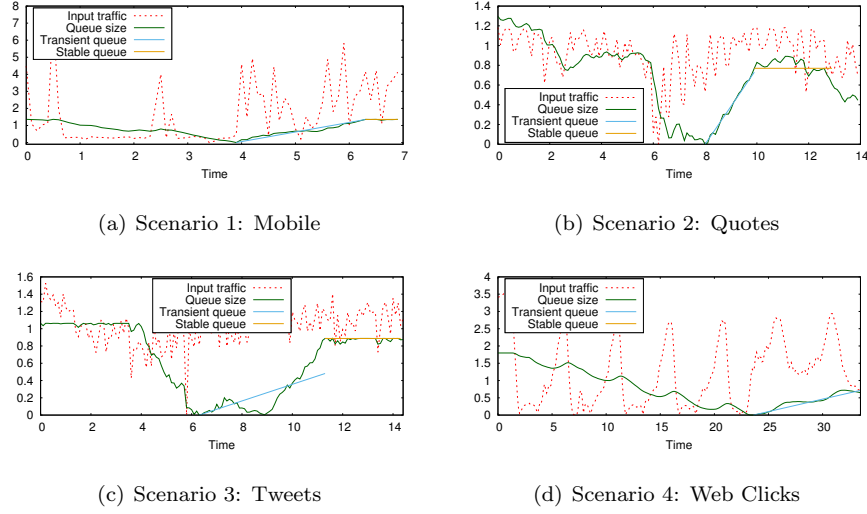 8
7
6
5
4
3
2
1
0
Input traffic
Queue size
Transient queue
Stable queue
0 1 2 3 4 5 6 7
Time
(a) Scenario 1: Mobile
1.4
1.2
1
0.8
0.6
0.4
0.2
0
Input traffic
Queue size
Transient queue
Stable queue
0 2 4 6 8 10 12 14
Time
(b) Scenario 2: Quotes
1.6
1.4
1.2
1
0.8
0.6
0.4
0.2
0
Input traffic
Queue size
Transient queue
Stable queue
0 2 4 6 8 10 12 14
Time
(c) Scenario 3: Tweets
4
3.5
3
2.5
2
1.5
1
0.5
0
Input traffic
Queue size
Transient queue
Stable queue
0 5 10 15 20 25 30
Time
(d) Scenario 4: Web Clicks